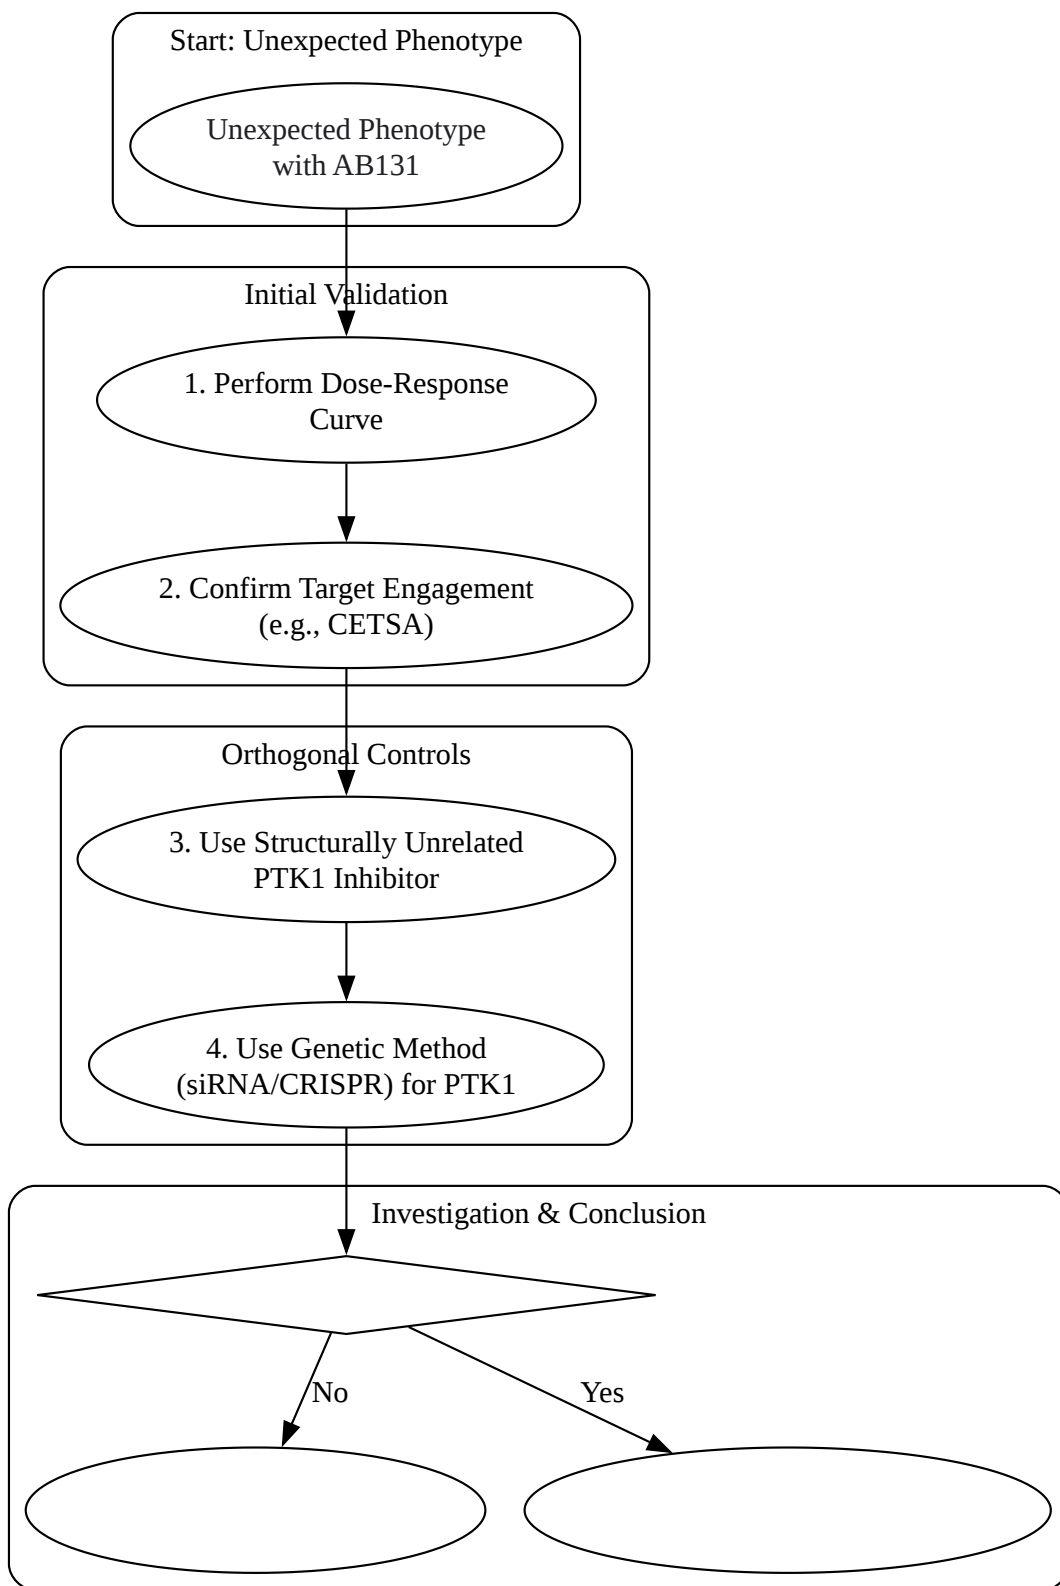 Start: Unexpected Phenotype
Unexpected Phenotype
with AB131
Initial Validation
1. Perform Dose-Response
Curve
2. Confirm Target Engagement
(e.g., CETSA)
Orthogonal Controls
3. Use Structurally Unrelated
PTK1 Inhibitor
4. Use Genetic Method
(siRNA/CRISPR) for PTK1
Investigation & Conclusion
No
Yes